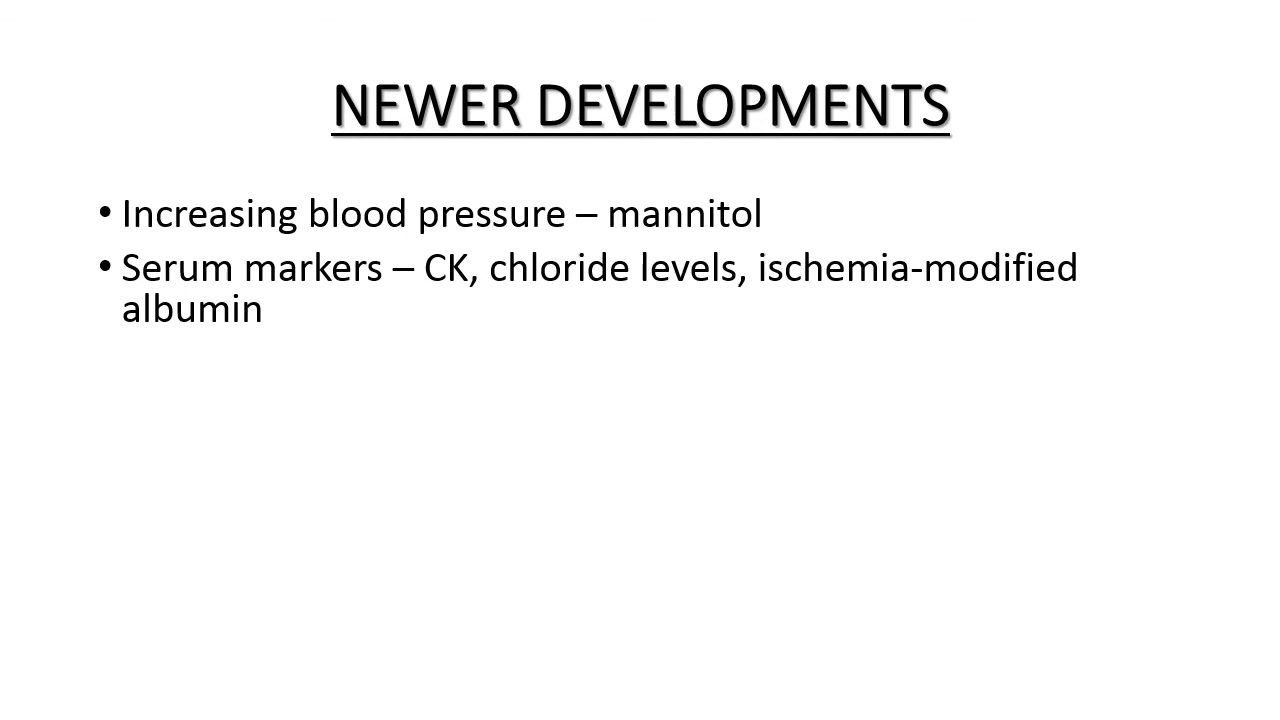 NEWER DEVELOPMENTS
• Increasing blood pressure – mannitol
• Serum markers – CK, chloride levels, ischemia-modified
albumin